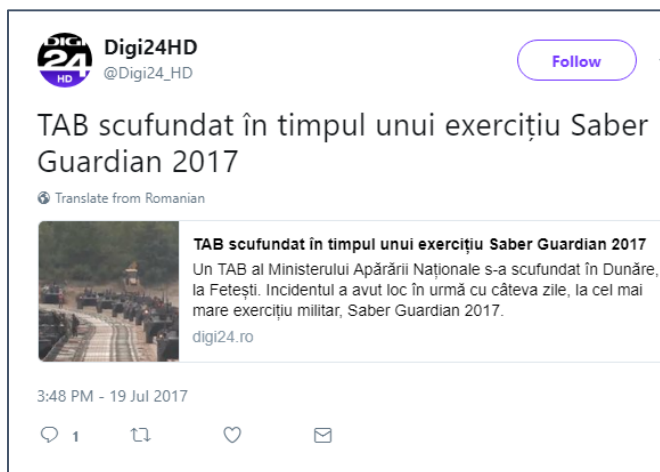 DIGI
24
HD
Digi24HD
@Digi24_HD
Follow
TAB scufundat în timpul unui exercițiu Saber
Guardian 2017
Translate from Romanian
TAB scufundat în timpul unui exercițiu Saber Guardian 2017
Un TAB al Ministerului Apărării Naționale s-a scufundat în Dunăre,
la Fetești. Incidentul a avut loc în urmă cu câteva zile, la cel mai
mare exercițiu militar, Saber Guardian 2017.
digi24.ro
3:48 PM - 19 Jul 2017
1